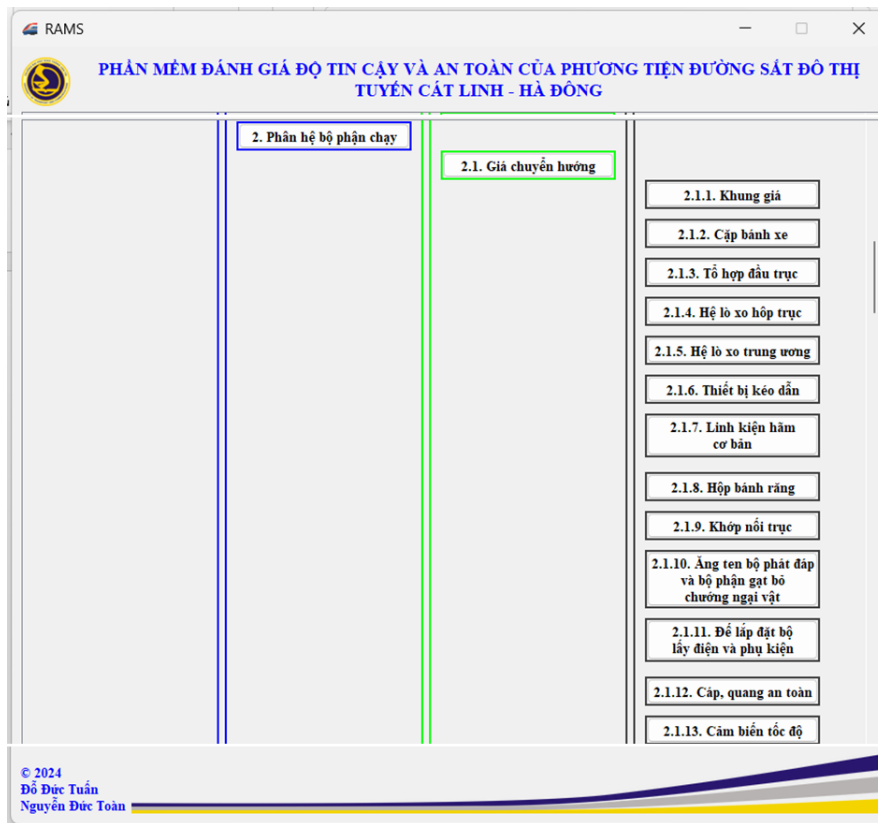 RAMS
PHẦN MỀM ĐÁNH GIÁ ĐỘ TIN CẬY VÀ AN TOÀN CỦA PHƯƠNG TIỆN ĐƯỜNG SẮT ĐÔ THỊ
TUYẾN CÁT LINH - HÀ ĐÔNG
2. Phân hệ bộ phận chạy
2.1. Giá chuyển hướng
2.1.1. Khung giá
2.1.2. Cặp bánh xe
2.1.3. Tổ hợp đầu trục
2.1.4. Hệ lò xo hôp trục
2.1.5. Hệ lò xo trung ương
2.1.6. Thiết bị kéo dẫn
2.1.7. Linh kiện hãm
cơ bản
2.1.8. Hộp bánh răng
2.1.9. Khớp nối trục
2.1.10. Ăng ten bộ phát đáp
và bộ phận gạt bỏ
chướng ngại vật
2.1.11. Đế lắp đặt bộ
lấy điện và phụ kiện
2.1.12. Cáp, quang an toàn
2.1.13. Cảm biến tốc độ
© 2024
Đỗ Đức Tuấn
Nguyễn Đức Toàn